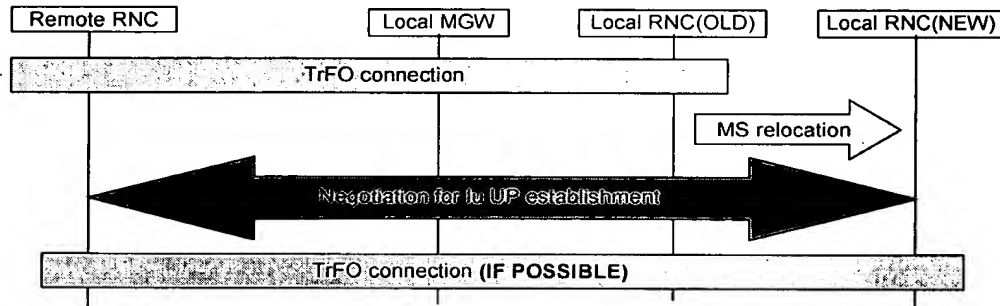 Remote RNC Local MGW Local RNC(OLD) Local RNC(NEW)
TrFO connection
MS relocation
Negotiation for Iu UP establishment
TrFO connection (IF POSSIBLE)